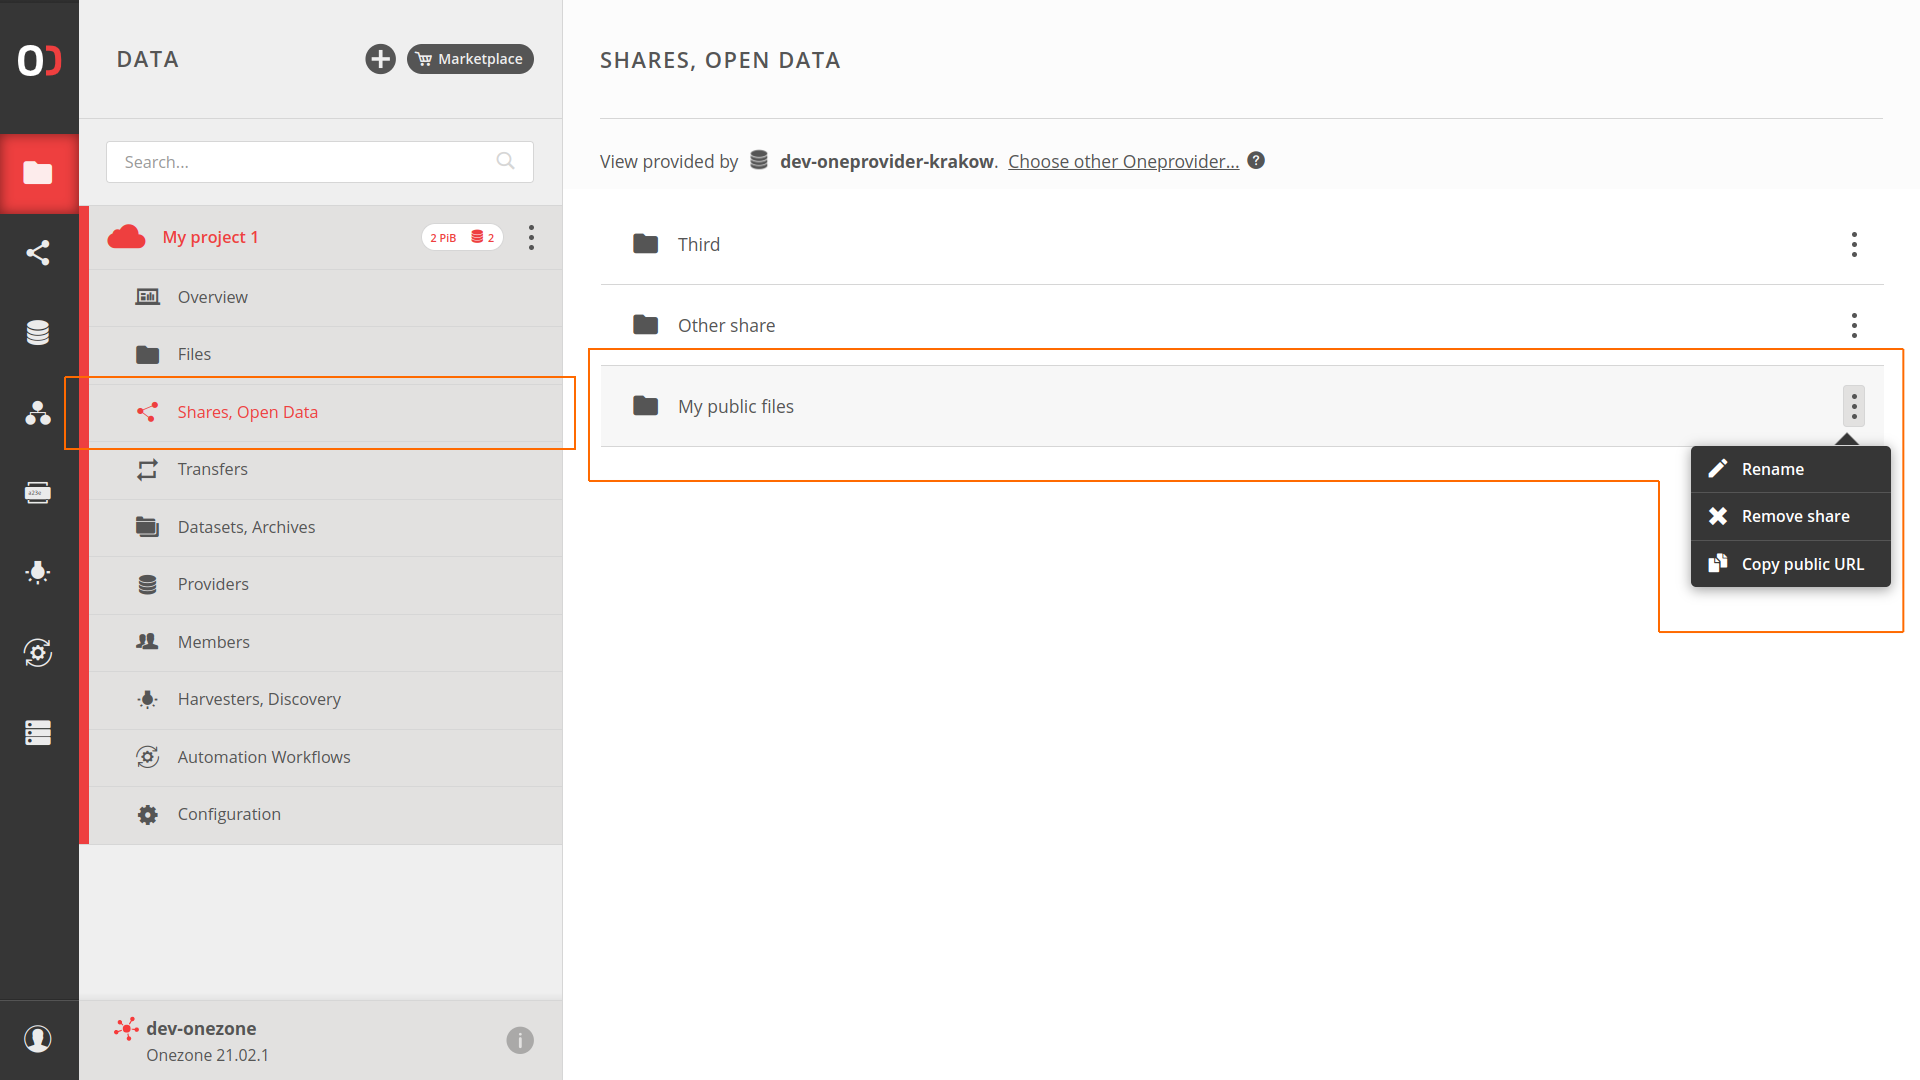 DATA
Marketplace
Search...
My project 1
2 PiB 2
Overview
Files
Shares, Open Data
Transfers
Datasets, Archives
Providers
Members
Harvesters, Discovery
Automation Workflows
Configuration
dev-onezone
Onezone 21.02.1
SHARES, OPEN DATA
View provided by dev-oneprovider-krakow. Choose other Oneprovider... ?
Third
Other share
My public files
Rename
Remove share
Copy public URL